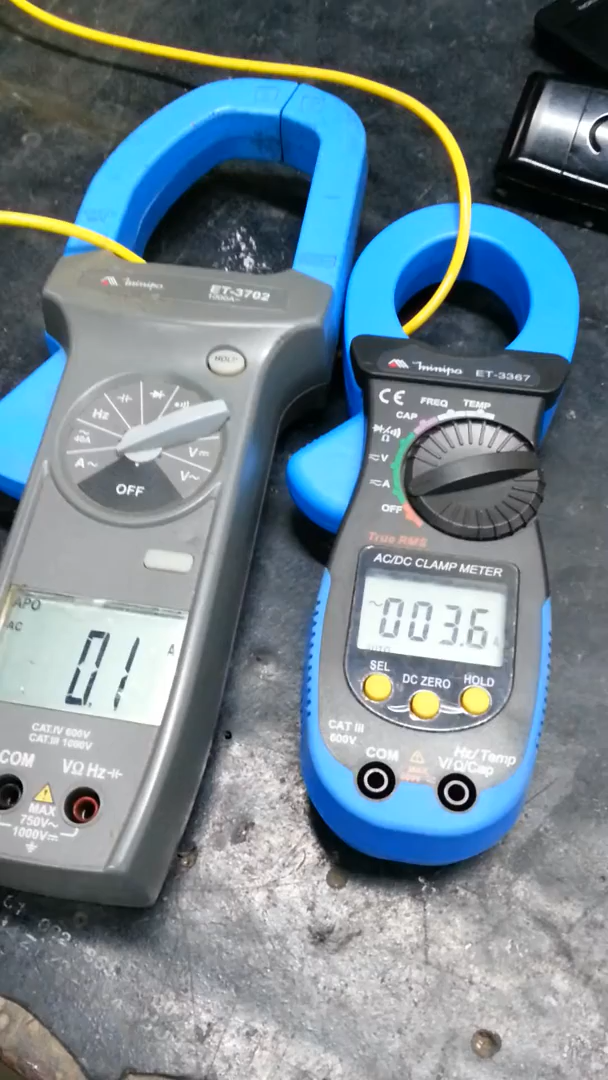 minipa
ET-3702
1000A~
HOLD
Hz
~
40A
A~
OFF
V~
V⎓
APO
AC
0.1
A
CAT.IV 600V
CAT.III 1000V
COM
VΩHz⊣⊢
MAX
750V~
1000V⎓
minipa
ET-3367
CE
FREQ
TEMP
CAP
Ω
≂V
≂A
OFF
True RMS
AC/DC CLAMP METER
~003.6
SEL
DC ZERO
HOLD
CAT III
600V
COM
Hz/Temp
V/Ω/Cap